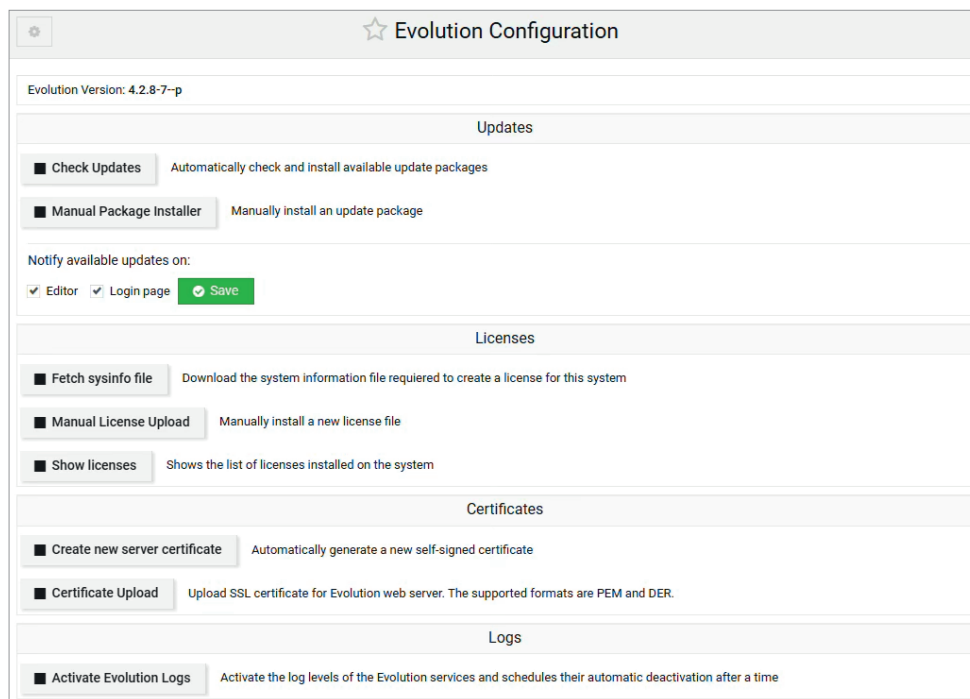 Evolution Configuration
Evolution Version: 4.2.8-7--p
Updates
Check Updates Automatically check and install available update packages
Manual Package Installer Manually install an update package
Notify available updates on:
Editor Login page Save
Licenses
Fetch sysinfo file Download the system information file requiered to create a license for this system
Manual License Upload Manually install a new license file
Show licenses Shows the list of licenses installed on the system
Certificates
Create new server certificate Automatically generate a new self-signed certificate
Certificate Upload Upload SSL certificate for Evolution web server. The supported formats are PEM and DER.
Logs
Activate Evolution Logs Activate the log levels of the Evolution services and schedules their automatic deactivation after a time